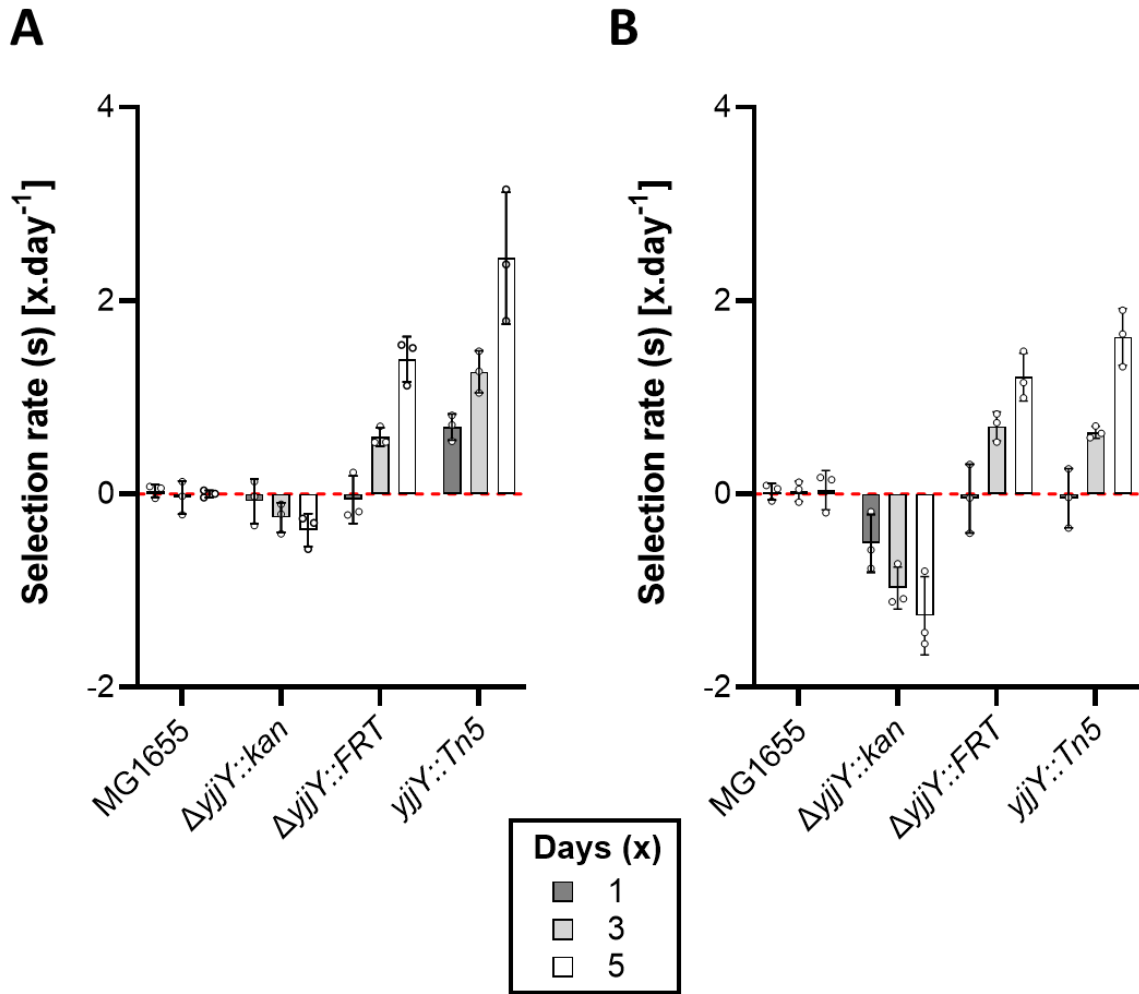 A
B
Selection rate (s) [x.day⁻¹]
4
2
0
-2
MG1655
ΔyjjY::kan
ΔyjjY::FRT
yjjY::Tn5
Selection rate (s) [x.day⁻¹]
4
2
0
-2
MG1655
ΔyjjY::kan
ΔyjjY::FRT
yjjY::Tn5
Days (x)
1
3
5